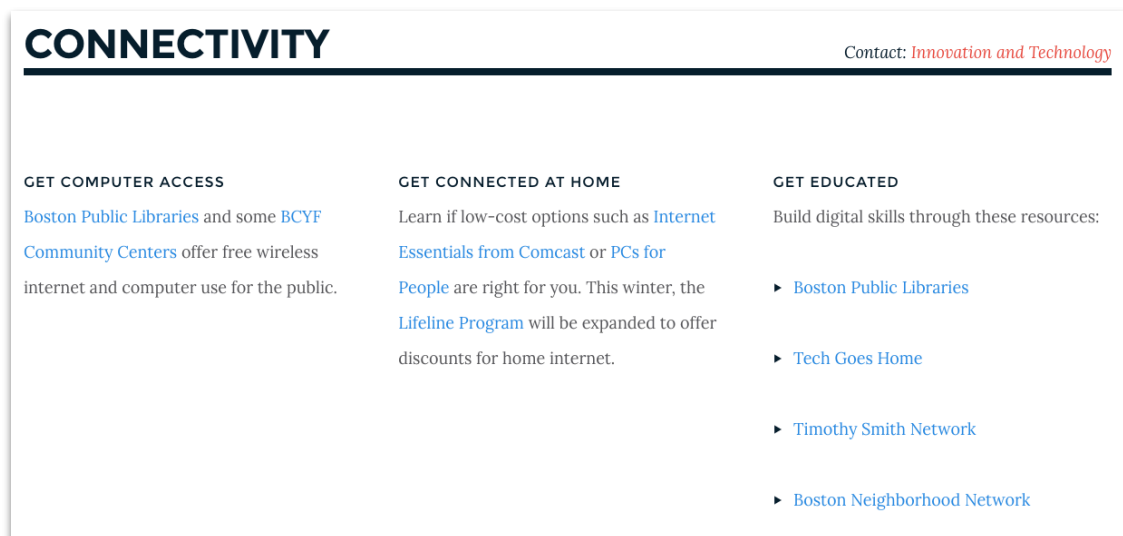 CONNECTIVITY
Contact: Innovation and Technology
GET COMPUTER ACCESS
Boston Public Libraries and some BCYF
Community Centers offer free wireless
internet and computer use for the public.
GET CONNECTED AT HOME
Learn if low-cost options such as Internet
Essentials from Comcast or PCs for
People are right for you. This winter, the
Lifeline Program will be expanded to offer
discounts for home internet.
GET EDUCATED
Build digital skills through these resources:
Boston Public Libraries
Tech Goes Home
Timothy Smith Network
Boston Neighborhood Network